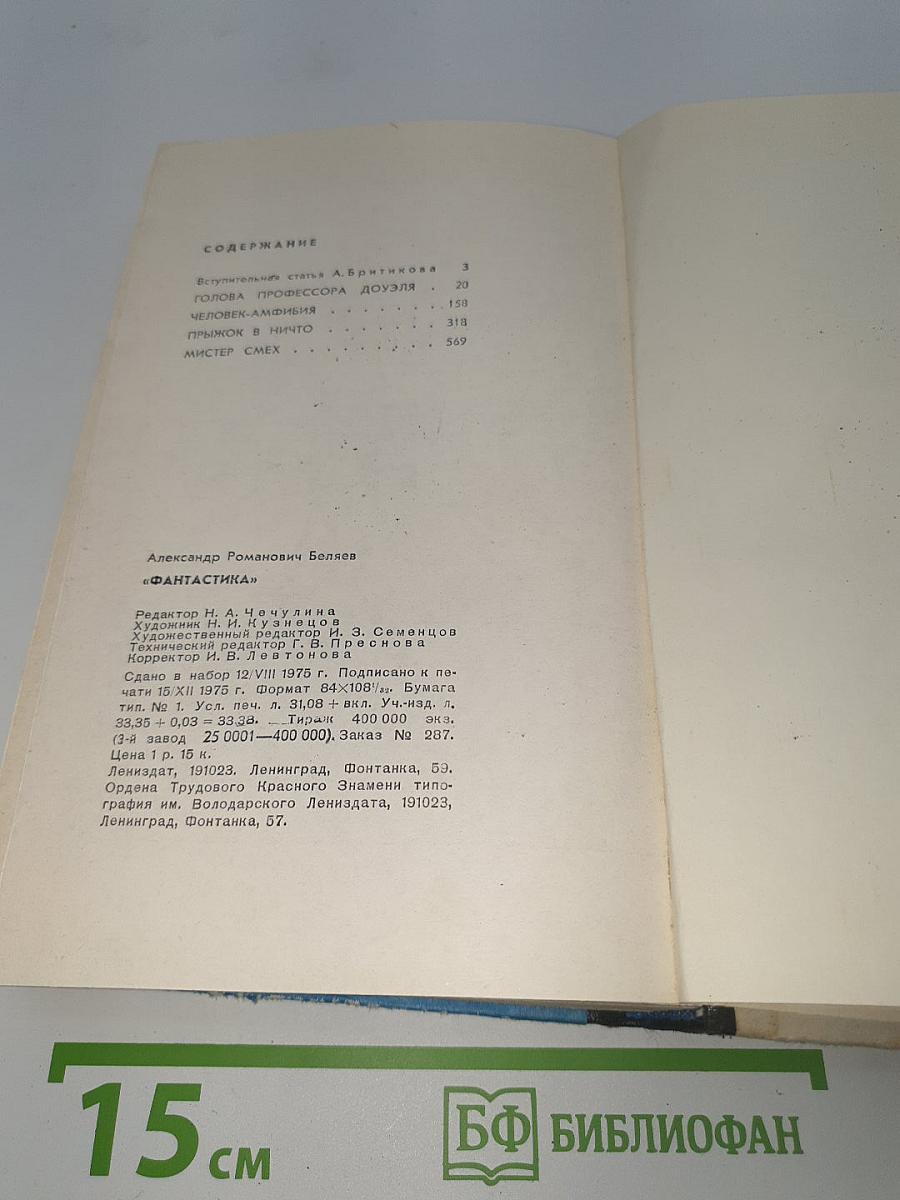 СОДЕРЖАНИЕ
Вступительная статья А. Бритикова 3
ГОЛОВА ПРОФЕССОРА ДОУЭЛЯ . 20
ЧЕЛОВЕК-АМФИБИЯ . . . . . . . 158
ПРЫЖОК В НИЧТО . . . . . . . 318
МИСТЕР СМЕХ . . . . . . . . . 569
Александр Романович Беляев
«ФАНТАСТИКА»
Редактор Н. А. Чечулина
Художник Н. И. Кузнецов
Художественный редактор И. З. Семенцов
Технический редактор Г. В. Преснова
Корректор И. В. Левтонова
Сдано в набор 12/VIII 1975 г. Подписано к пе-
чати 15/XII 1975 г. Формат 84×108¹/₃₂. Бумага
тип. № 1. Усл. печ. л. 31,08 + вкл. Уч.-изд. л.
33,35 + 0,03 = 33,38. Тираж 400 000 экз.
(3-й завод 25 0001—400 000). Заказ № 287.
Цена 1 р. 15 к.
Лениздат, 191023. Ленинград, Фонтанка, 59.
Ордена Трудового Красного Знамени типо-
графия им. Володарского Лениздата, 191023,
Ленинград, Фонтанка, 57.
15 см
БФ БИБЛИОФАН